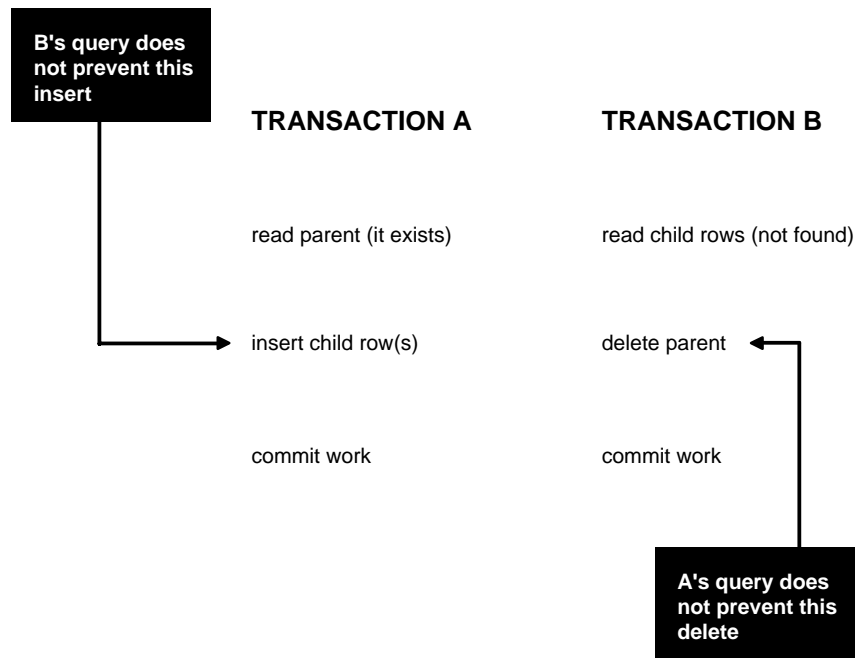 B's query does
not prevent this
insert
TRANSACTION A
TRANSACTION B
read parent (it exists)
read child rows (not found)
insert child row(s)
delete parent
commit work
commit work
A's query does
not prevent this
delete